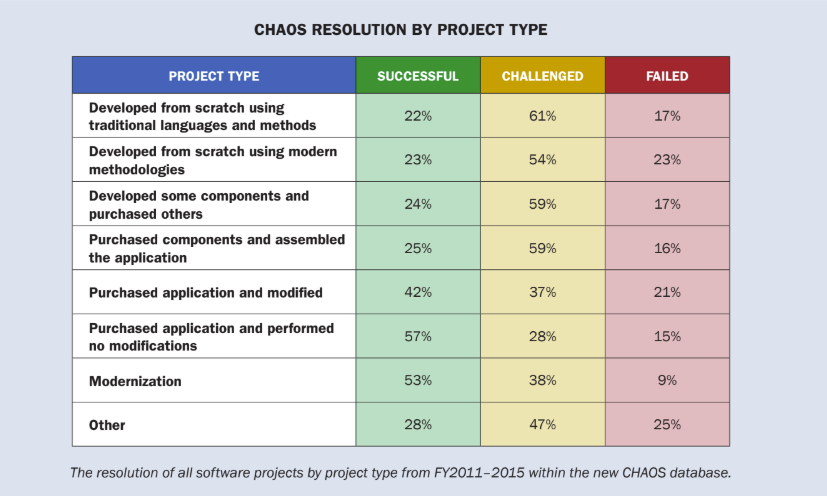 CHAOS RESOLUTION BY PROJECT TYPE
PROJECT TYPE SUCCESSFUL CHALLENGED FAILED
Developed from scratch using
traditional languages and methods 22% 61% 17%
Developed from scratch using modern
methodologies 23% 54% 23%
Developed some components and
purchased others 24% 59% 17%
Purchased components and assembled
the application 25% 59% 16%
Purchased application and modified 42% 37% 21%
Purchased application and performed
no modifications 57% 28% 15%
Modernization 53% 38% 9%
Other 28% 47% 25%
The resolution of all software projects by project type from FY2011–2015 within the new CHAOS database.